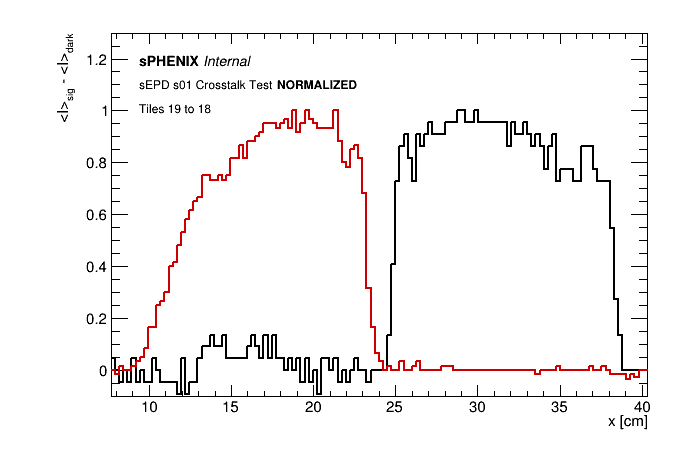 <I>sig - <I>dark
1.2
1
0.8
0.6
0.4
0.2
0
sPHENIX Internal
sEPD s01 Crosstalk Test NORMALIZED
Tiles 19 to 18
10 15 20 25 30 35 40
x [cm]